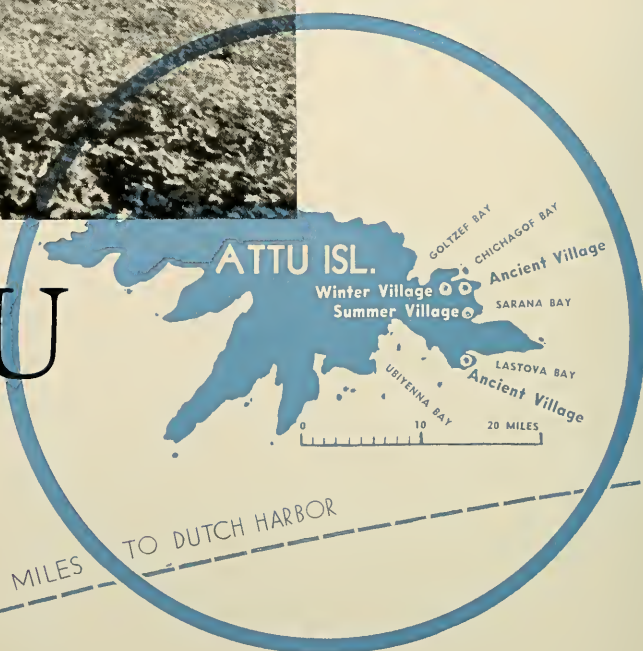 GOLTZEF BAY
CHICHAGOF BAY
ATTU ISL.
Ancient Village
Winter Village
SARANA BAY
Summer Village
U
LASTOVA BAY
UBIYENNA BAY
Ancient Village
0 10 20 MILES
MILES TO DUTCH HARBOR